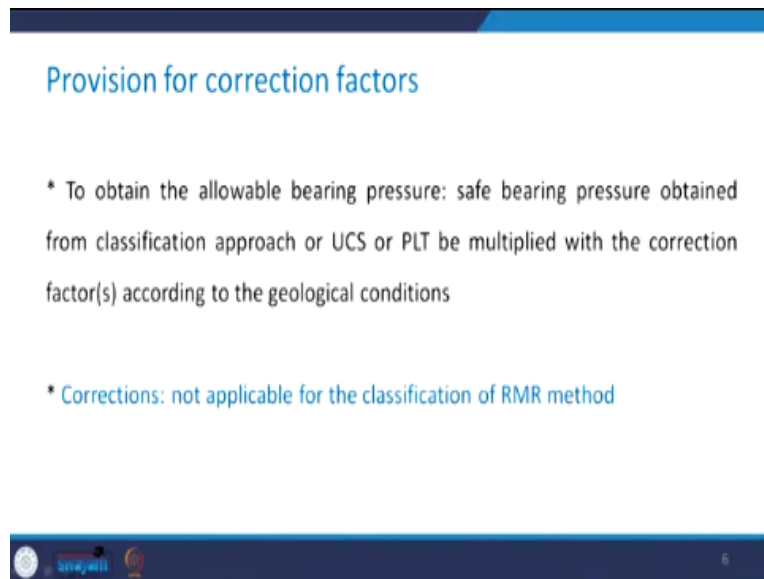 Provision for correction factors
* To obtain the allowable bearing pressure: safe bearing pressure obtained
from classification approach or UCS or PLT be multiplied with the correction
factor(s) according to the geological conditions
* Corrections: not applicable for the classification of RMR method
swayam
6